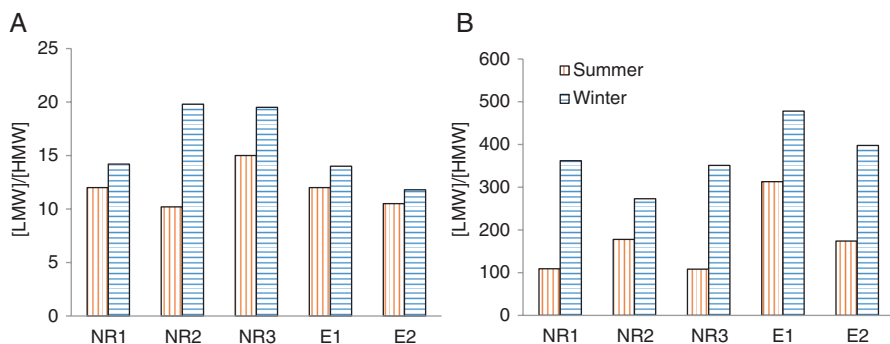 A
[LMW]/[HMW]
25
20
15
10
5
0
NR1 NR2 NR3 E1 E2
B
[LMW]/[HMW]
600
500
400
300
200
100
0
Summer
Winter
NR1 NR2 NR3 E1 E2